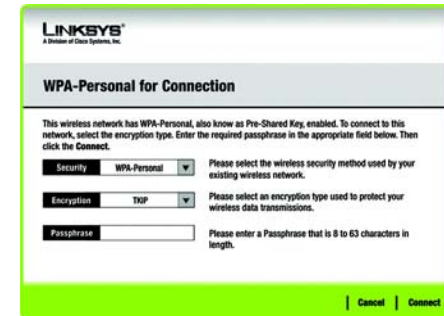 LINKSYS®
A Division of Cisco Systems, Inc.
WPA-Personal for Connection
This wireless network has WPA-Personal, also know as Pre-Shared Key, enabled. To connect to this
network, select the encryption type. Enter the required passphrase in the appropriate field below. Then
click the Connect.
Security WPA-Personal Please select the wireless security method used by your
existing wireless network.
Encryption TKIP Please select an encryption type used to protect your
wireless data transmissions.
Passphrase Please enter a Passphrase that is 8 to 63 characters in
length.
Cancel Connect